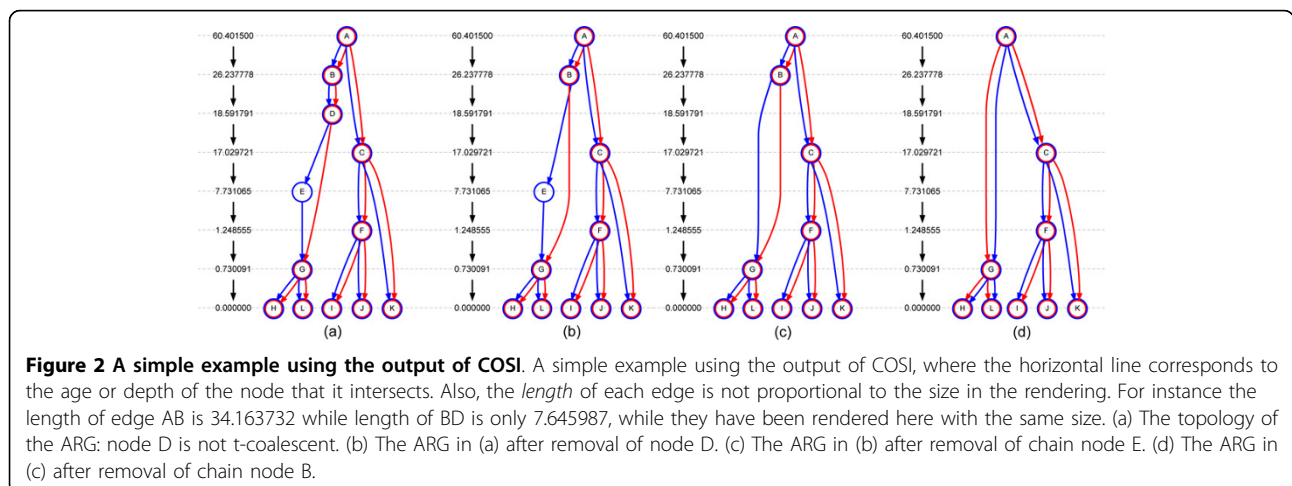 60.401500 A 60.401500 A 60.401500 A 60.401500 A
26.237778 B 26.237778 B 26.237778 B 26.237778
18.591791 D 18.591791 18.591791 18.591791
17.029721 C 17.029721 C 17.029721 C 17.029721 C
7.731065 E 7.731065 E 7.731065 7.731065
1.248555 F 1.248555 F 1.248555 F 1.248555 F
0.730091 G 0.730091 G 0.730091 G 0.730091 G
0.000000 H L I J K 0.000000 H L I J K 0.000000 H L I J K 0.000000 H L I J K
(a) (b) (c) (d)
Figure 2 A simple example using the output of COSI. A simple example using the output of COSI, where the horizontal line corresponds to
the age or depth of the node that it intersects. Also, the length of each edge is not proportional to the size in the rendering. For instance the
length of edge AB is 34.163732 while length of BD is only 7.645987, while they have been rendered here with the same size. (a) The topology of
the ARG: node D is not t-coalescent. (b) The ARG in (a) after removal of node D. (c) The ARG in (b) after removal of chain node E. (d) The ARG in
(c) after removal of chain node B.